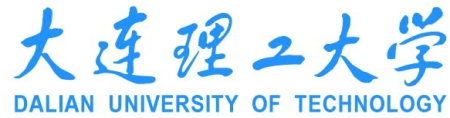 大连理工大学
DALIAN UNIVERSITY OF TECHNOLOGY